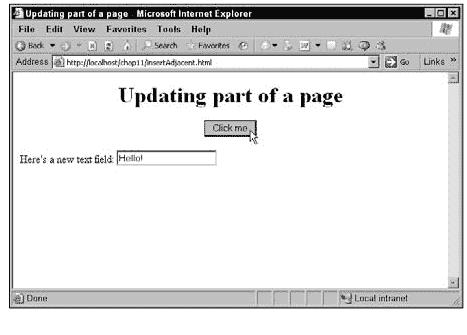 Updating part of a page - Microsoft Internet Explorer
File Edit View Favorites Tools Help
Back Search Favorites
Address http://localhost/chap11/insertAdjacent.html Go Links »
Updating part of a page
Click me
Here's a new text field: Hello!
Done Local intranet